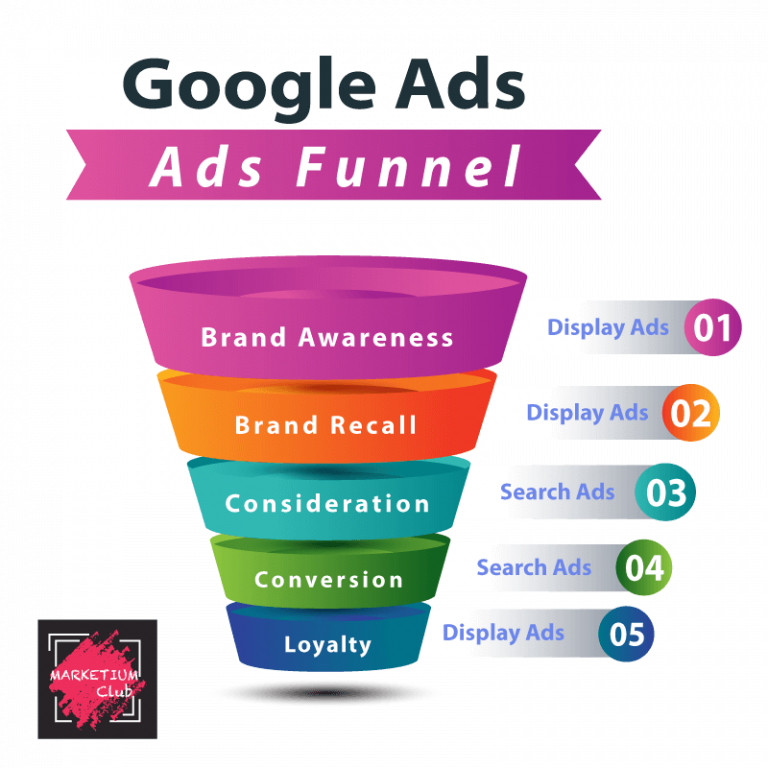 Google Ads
Ads Funnel
Brand Awareness
Display Ads
01
Brand Recall
Display Ads
02
Consideration
Search Ads
03
Conversion
Search Ads
04
Loyalty
Display Ads
05
MARKETIUM
Club